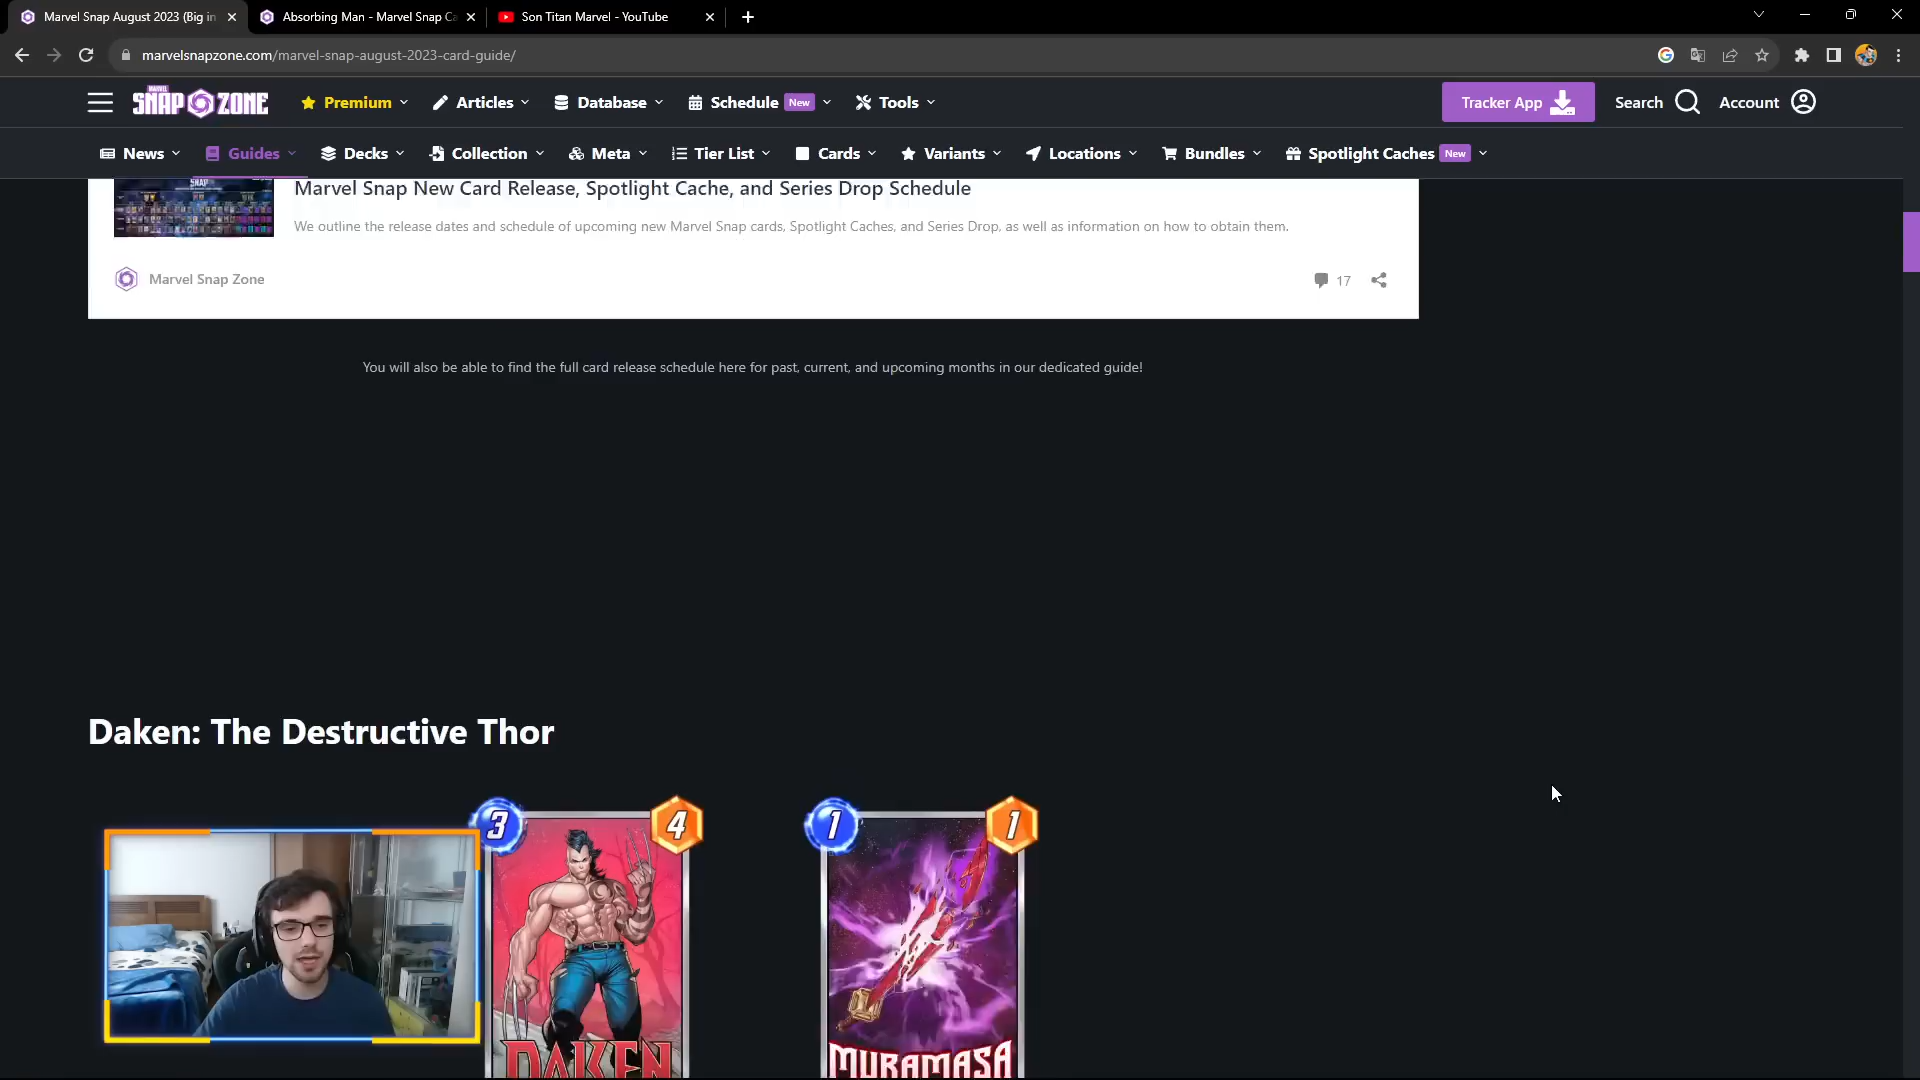 Marvel Snap August 2023 (Big in
Absorbing Man - Marvel Snap Ca
Son Titan Marvel - YouTube
marvelsnapzone.com/marvel-snap-august-2023-card-guide/
MARVEL
SNAP ZONE
Premium
Articles
Database
Schedule New
Tools
Tracker App
Search
Account
News
Guides
Decks
Collection
Meta
Tier List
Cards
Variants
Locations
Bundles
Spotlight Caches New
SNAP
Marvel Snap New Card Release, Spotlight Cache, and Series Drop Schedule
We outline the release dates and schedule of upcoming new Marvel Snap cards, Spotlight Caches, and Series Drop, as well as information on how to obtain them.
Marvel Snap Zone
17
You will also be able to find the full card release schedule here for past, current, and upcoming months in our dedicated guide!
Daken: The Destructive Thor
3
4
1
1
DAKEN
MURAMASA